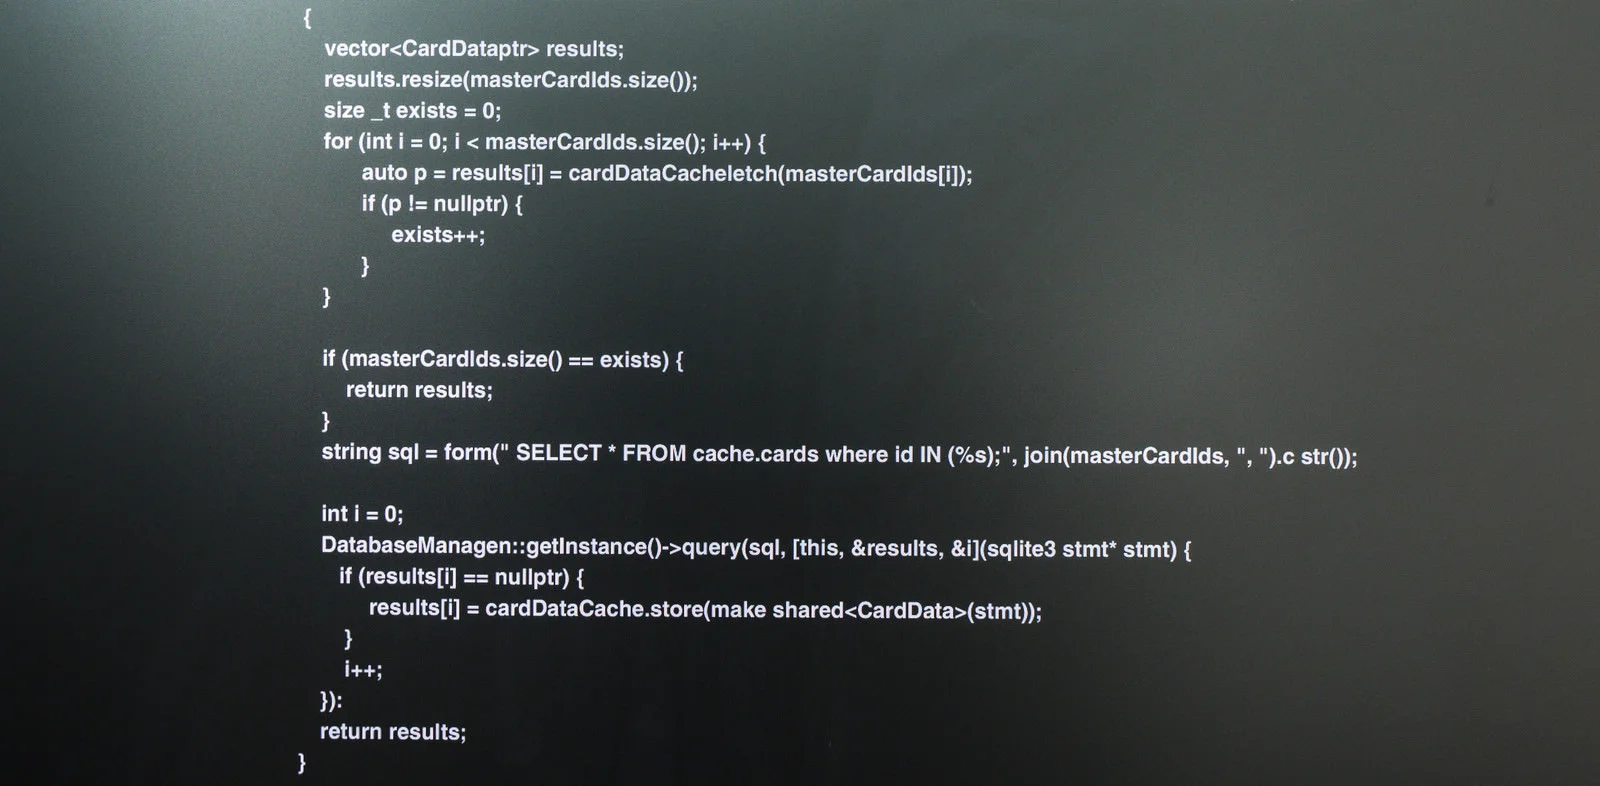 {
vector<CardDataptr> results;
results.resize(masterCardIds.size());
size _t exists = 0;
for (int i = 0; i < masterCardIds.size(); i++) {
auto p = results[i] = cardDataCacheletch(masterCardIds[i]);
if (p != nullptr) {
exists++;
}
}
if (masterCardIds.size() == exists) {
return results;
}
string sql = form(" SELECT * FROM cache.cards where id IN (%s);", join(masterCardIds, ", ").c str());
int i = 0;
DatabaseManagen::getInstance()->query(sql, [this, &results, &i](sqlite3 stmt* stmt) {
if (results[i] == nullptr) {
results[i] = cardDataCache.store(make shared<CardData>(stmt));
}
i++;
}):
return results;
}